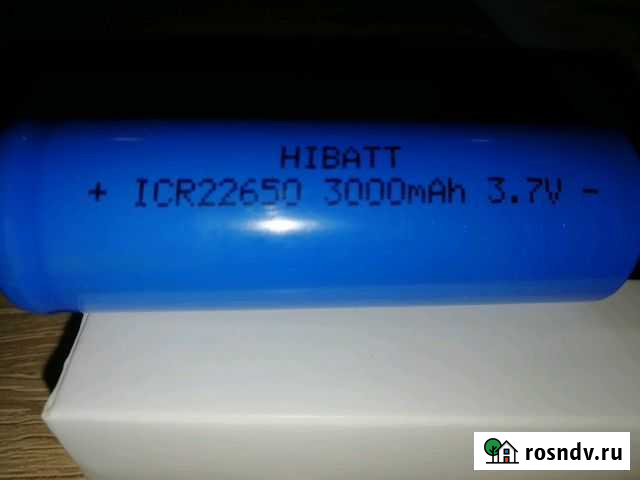 HIBATT
+ ICR22650 3000mAh 3.7V -
rosndv.ru